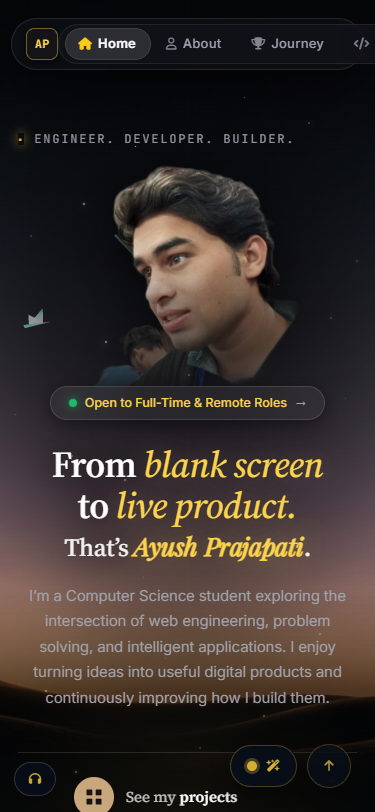 AP
Home
About
Journey
ENGINEER. DEVELOPER. BUILDER.
Open to Full-Time & Remote Roles →
From blank screen
to live product.
That's Ayush Prajapati.
I'm a Computer Science student exploring the
intersection of web engineering, problem
solving, and intelligent applications. I enjoy
turning ideas into useful digital products and
continuously improving how I build them.
See my projects